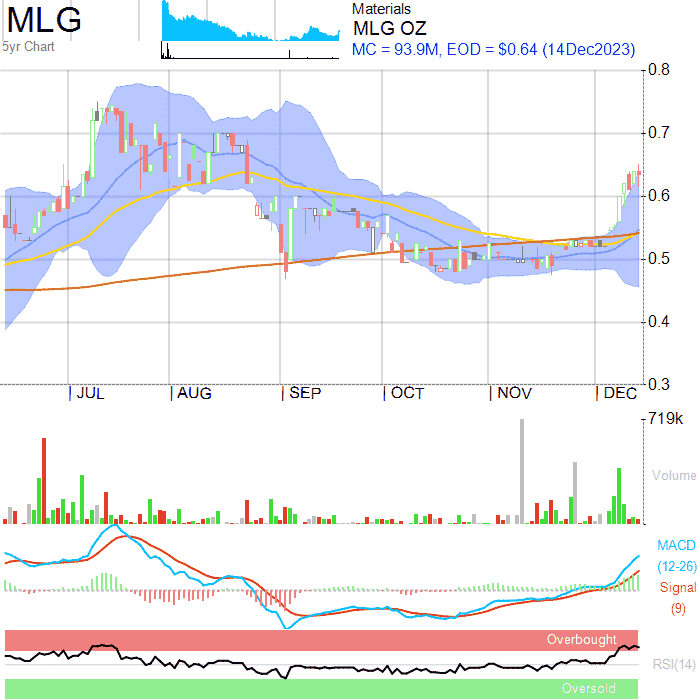 MLG
5yr Chart
Materials
MLG OZ
MC = 93.9M, EOD = $0.64 (14Dec2023)
0.8
0.7
0.6
0.5
0.4
0.3
JUL AUG SEP OCT NOV DEC
719k
Volume
MACD
(12-26)
Signal
(9)
Overbought
RSI(14)
Oversold